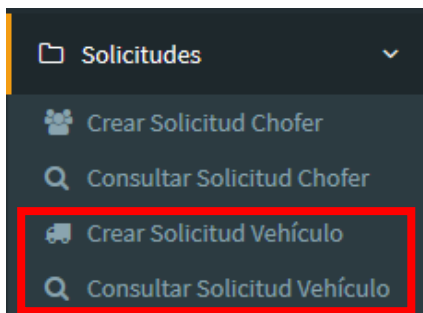 Solicitudes
Crear Solicitud Chofer
Consultar Solicitud Chofer
Crear Solicitud Vehículo
Consultar Solicitud Vehículo